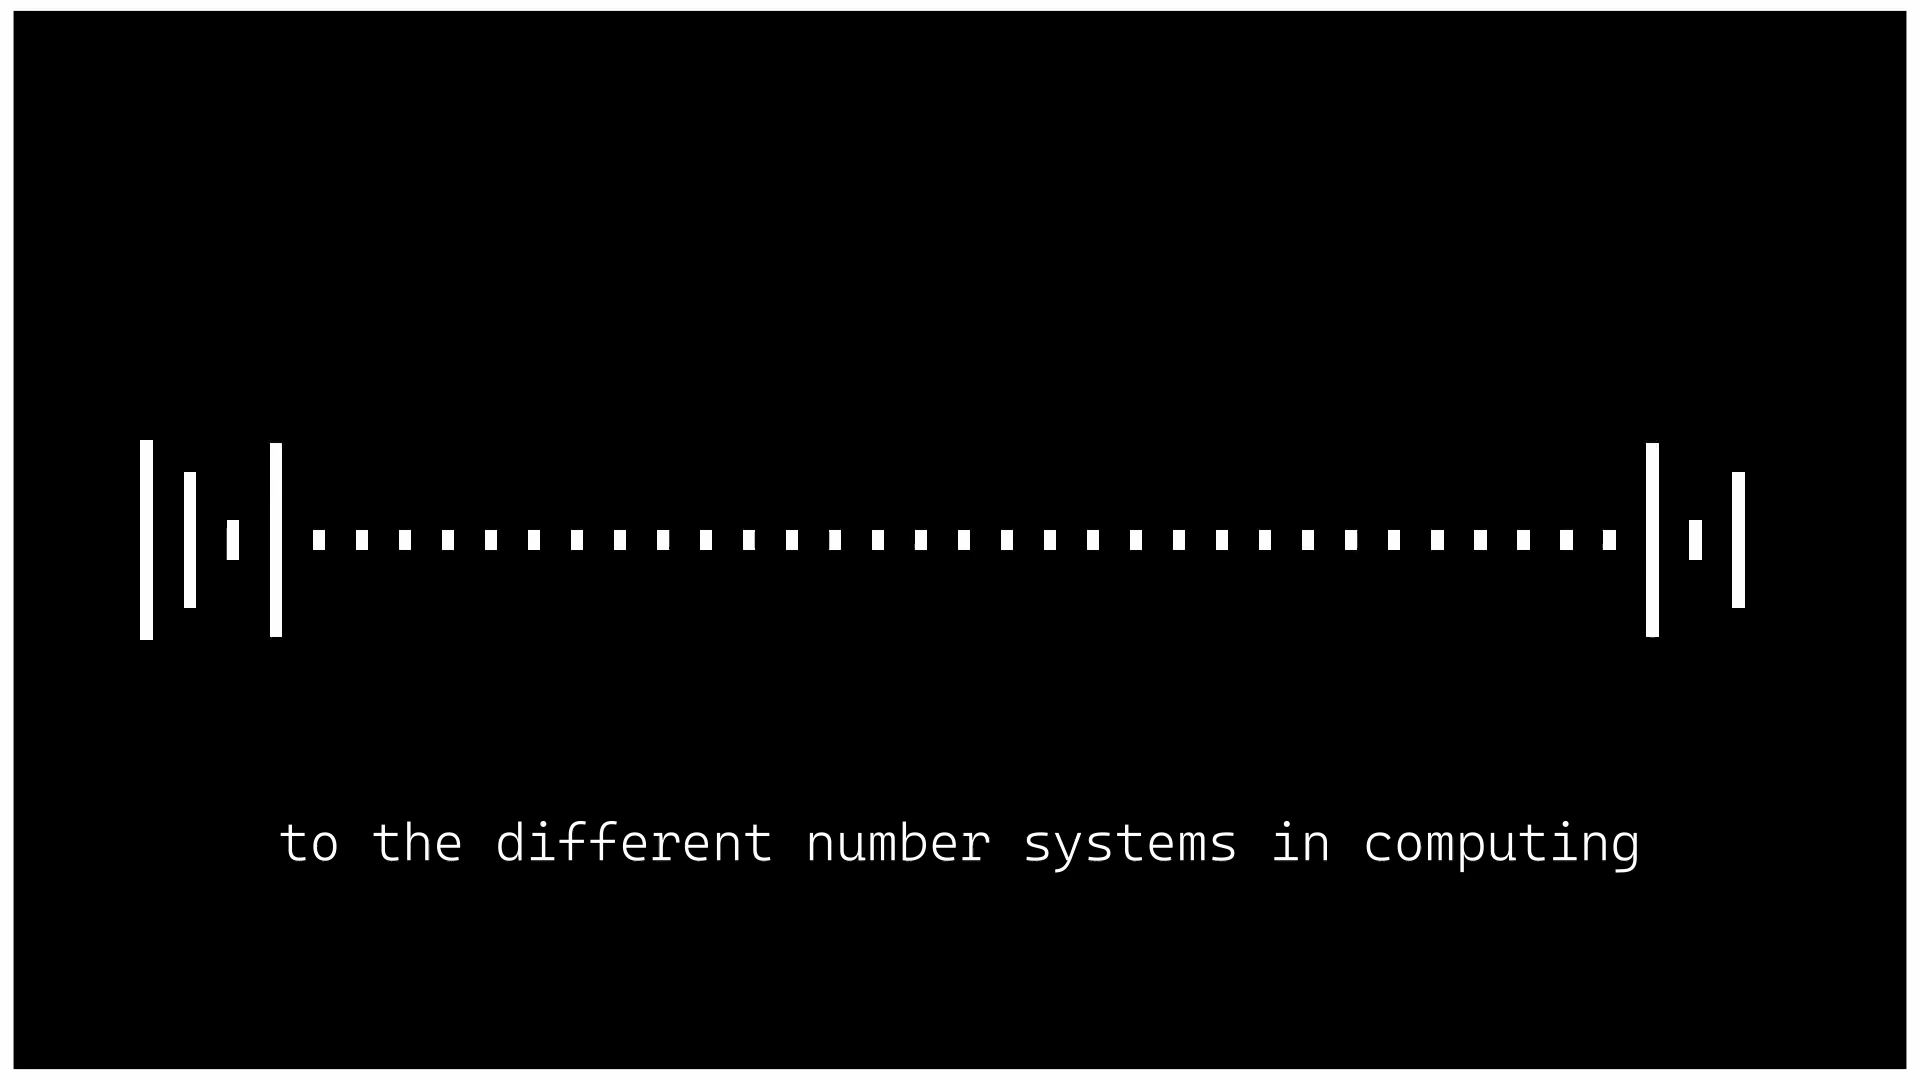 to the different number systems in computing